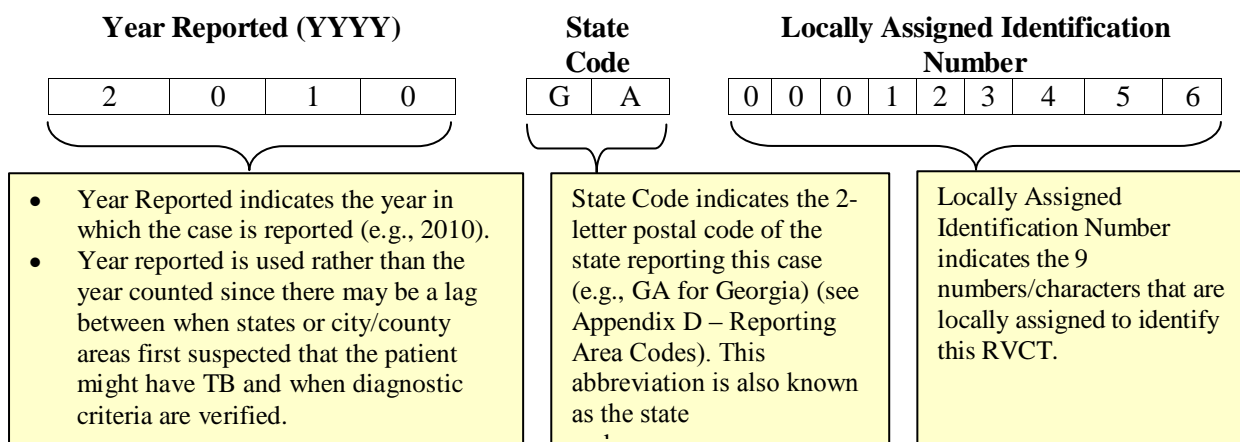 Year Reported (YYYY)
State
Code
Locally Assigned Identification
Number
2 0 1 0
G A
0 0 0 1 2 3 4 5 6
• Year Reported indicates the year in
which the case is reported (e.g., 2010).
• Year reported is used rather than the
year counted since there may be a lag
between when states or city/county
areas first suspected that the patient
might have TB and when diagnostic
criteria are verified.
State Code indicates the 2-
letter postal code of the
state reporting this case
(e.g., GA for Georgia) (see
Appendix D – Reporting
Area Codes). This
abbreviation is also known
as the state
Locally Assigned
Identification Number
indicates the 9
numbers/characters that are
locally assigned to identify
this RVCT.